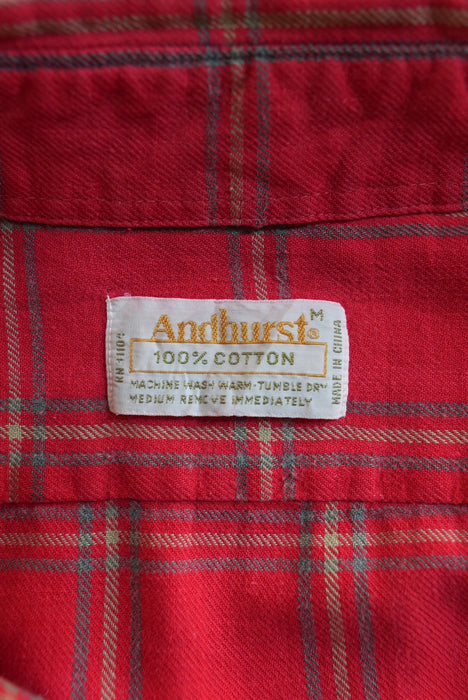 M
Andhurst®
100% COTTON
MACHINE WASH WARM-TUMBLE DRY
MEDIUM REMOVE IMMEDIATELY
RN 11104
MADE IN CHINA